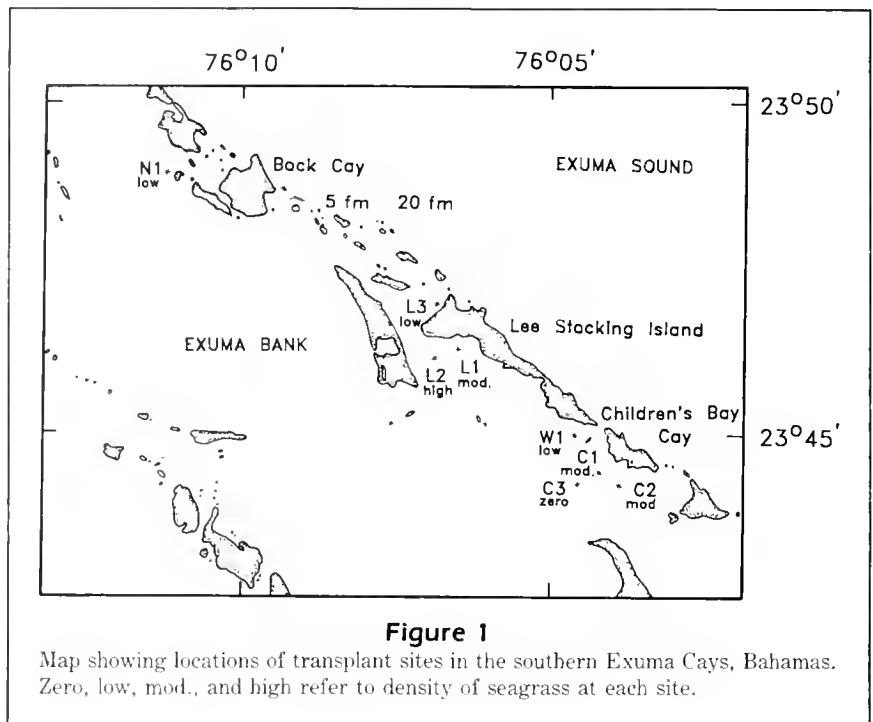 76°10'
76°05'
23°50'
EXUMA SOUND
Bock Cay
N1
low
5 fm 20 fm
L3
low
Lee Stocking Island
EXUMA BANK
L2
high
L1
mod.
Children's Bay
Cay
23°45'
W1
low
C1
mod.
C3
zero
C2
mod
Figure 1
Map showing locations of transplant sites in the southern Exuma Cays, Bahamas.
Zero, low, mod., and high refer to density of seagrass at each site.